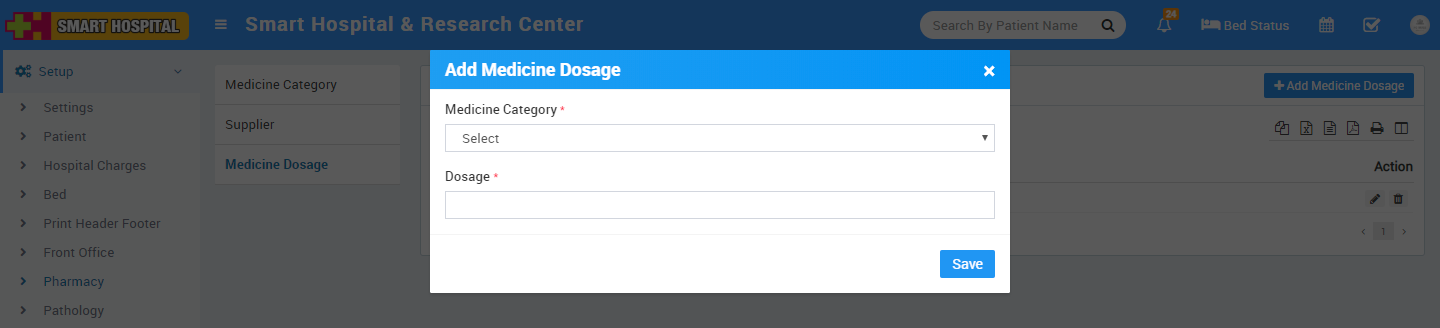 SMART HOSPITAL
Smart Hospital & Research Center
Search By Patient Name
24
Bed Status
Setup
Settings
Patient
Hospital Charges
Bed
Print Header Footer
Front Office
Pharmacy
Pathology
Medicine Category
Supplier
Medicine Dosage
Add Medicine Dosage
Action
1
Add Medicine Dosage
×
Medicine Category *
Select
Dosage *
Save